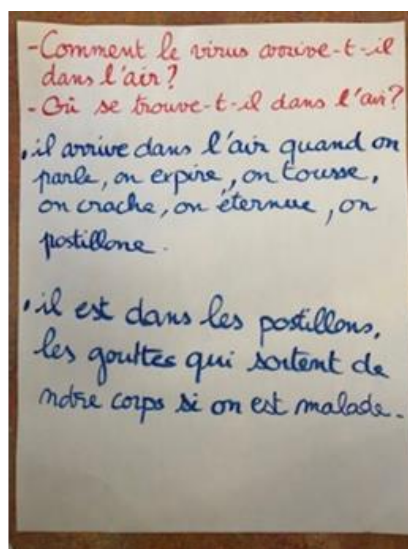 -Comment le virus arrive-t-il
dans l'air?
-Où se trouve-t-il dans l'air?
•il arrive dans l'air quand on
parle, on expire, on tousse,
on crache, on éternue, on
postillone.
•il est dans les postillons,
les gouttes qui sortent de
notre corps si on est malade.